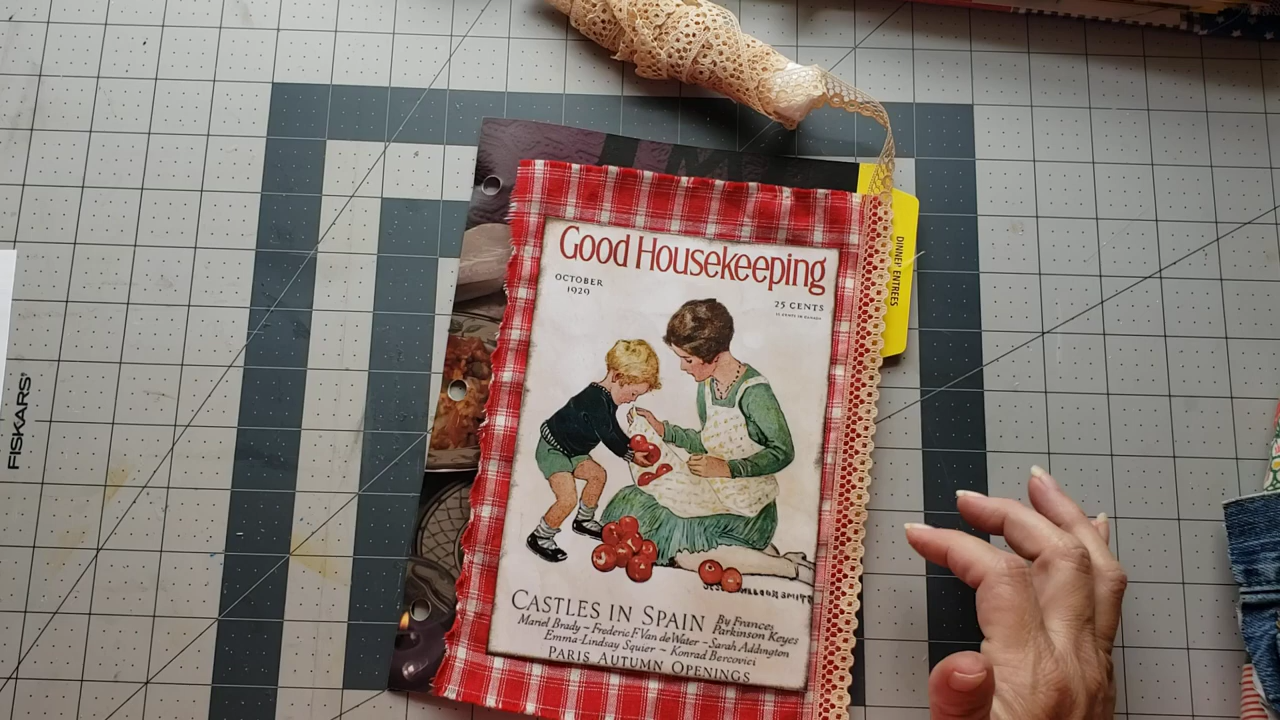 Good Housekeeping
OCTOBER
1929
25 CENTS
CASTLES IN SPAIN By Frances
Parkinson Keyes
Mariel Brady ~ Frederic F. Van de Water ~ Sarah Addington
Emma-Lindsay Squier ~ Konrad Bercovici
PARIS AUTUMN OPENINGS
DINNER ENTREES
FISKARS